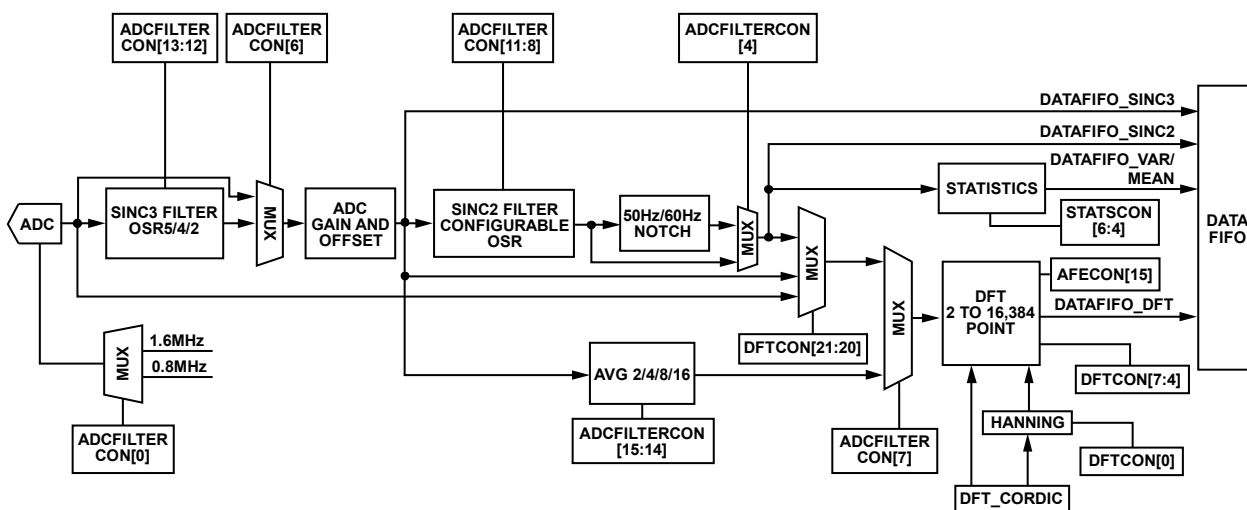 ADCFILTER
CON[13:12]
ADCFILTER
CON[6]
ADCFILTER
CON[11:8]
ADCFILTERCON
[4]
DATAFIFO_SINC3
DATAFIFO_SINC2
DATAFIFO_VAR/
MEAN
ADC
SINC3 FILTER
OSR5/4/2
MUX
ADC
GAIN AND
OFFSET
SINC2 FILTER
CONFIGURABLE
OSR
50Hz/60Hz
NOTCH
MUX
MUX
MUX
STATISTICS
STATSCON
[6:4]
DATA
FIFO
AFECON[15]
DFT
2 TO 16,384
POINT
DATAFIFO_DFT
MUX
1.6MHz
0.8MHz
DFTCON[21:20]
AVG 2/4/8/16
DFTCON[7:4]
HANNING
ADCFILTER
CON[0]
ADCFILTERCON
[15:14]
ADCFILTER
CON[7]
DFTCON[0]
DFT_CORDIC